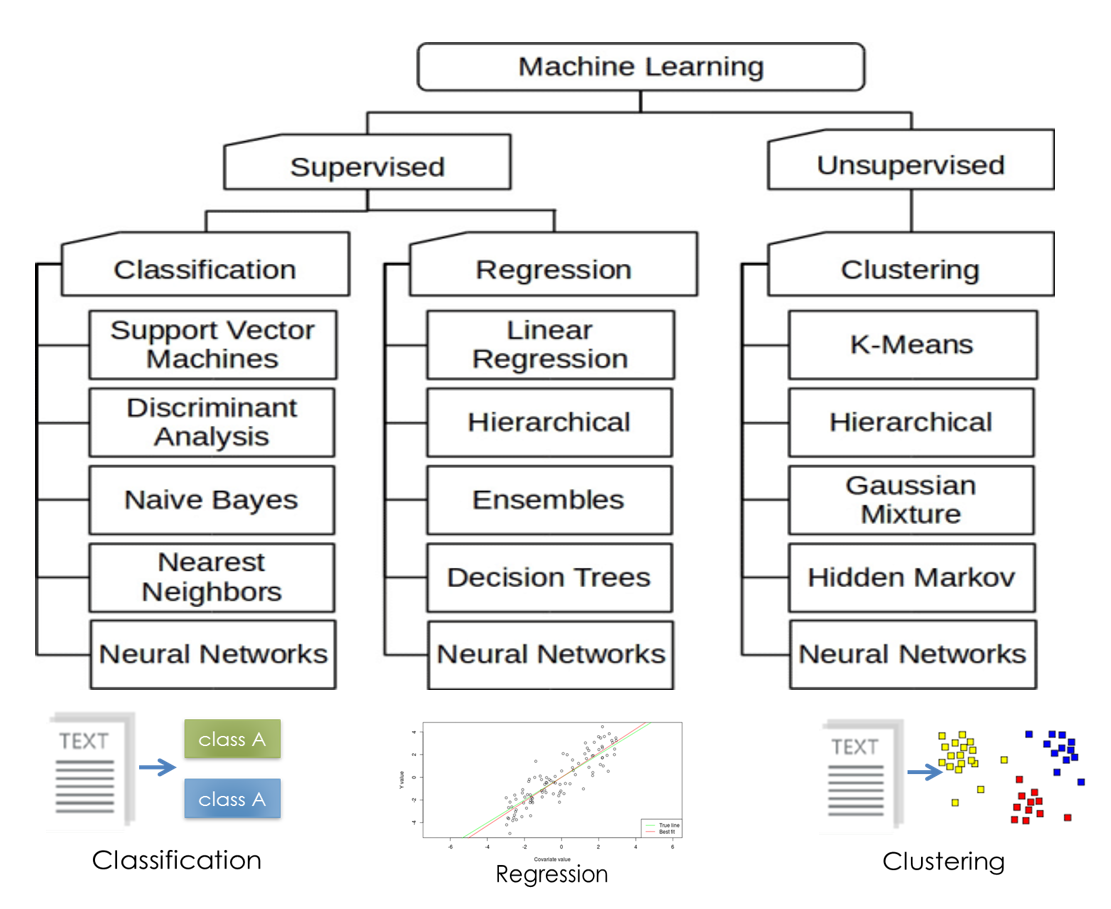 Machine Learning
Supervised
Unsupervised
Classification
Regression
Clustering
Support Vector
Machines
Linear
Regression
K-Means
Discriminant
Analysis
Hierarchical
Hierarchical
Naive Bayes
Ensembles
Gaussian
Mixture
Nearest
Neighbors
Decision Trees
Hidden Markov
Neural Networks
Neural Networks
Neural Networks
TEXT
class A
class A
Y value
4
2
0
-2
-4
-6
-4
-2
0
2
4
6
True line
Best fit
Covariate value
TEXT
Classification
Regression
Clustering